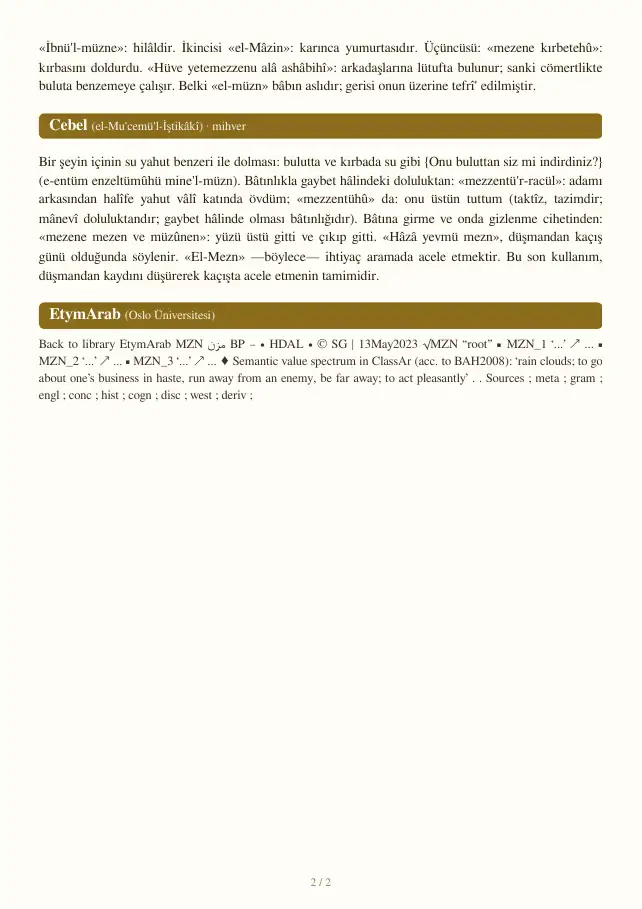 «İbnü'l-müzne»: hilâldir. İkincisi «el-Mâzin»: karınca yumurtasıdır. Üçüncüsü: «mezene kırbetehû»:
kırbasını doldurdu. «Hüve yetemezzenu alâ ashâbihî»: arkadaşlarına lütufta bulunur; sanki cömertlikte
buluta benzemeye çalışır. Belki «el-müzn» bâbın aslıdır; gerisi onun üzerine tefrî' edilmiştir.
Cebel (el-Mu'cemü'l-İştikâkî) · mihver
Bir şeyin içinin su yahut benzeri ile dolması: bulutta ve kırbada su gibi {Onu buluttan siz mi indirdiniz?}
(e-entüm enzeltümûhü mine'l-müzn). Bâtınlıkla gaybet hâlindeki doluluktan: «mezzentü'r-racül»: adamı
arkasından halîfe yahut vâlî katında övdüm; «mezzentühû» da: onu üstün tuttum (taktîz, tazimdir;
mânevî doluluktandır; gaybet hâlinde olması bâtınlığıdır). Bâtına girme ve onda gizlenme cihetinden:
«mezene mezen ve müzûnen»: yüzü üstü gitti ve çıkıp gitti. «Hâzâ yevmü mezn», düşmandan kaçış
günü olduğunda söylenir. «El-Mezn» —böylece— ihtiyaç aramada acele etmektir. Bu son kullanım,
düşmandan kaydını düşürerek kaçışta acele etmenin tamimidir.
EtymArab (Oslo Üniversitesi)
Back to library EtymArab MZN مزن BP – • HDAL • © SG | 13May2023 √MZN “root” ▪ MZN_1 ‘...’ ↗ ... ▪
MZN_2 ‘...’ ↗ ... ▪ MZN_3 ‘...’ ↗ ... ♦ Semantic value spectrum in ClassAr (acc. to BAH2008): ‘rain clouds; to go
about one’s business in haste, run away from an enemy, be far away; to act pleasantly’ . . Sources ; meta ; gram ;
engl ; conc ; hist ; cogn ; disc ; west ; deriv ;
2 / 2